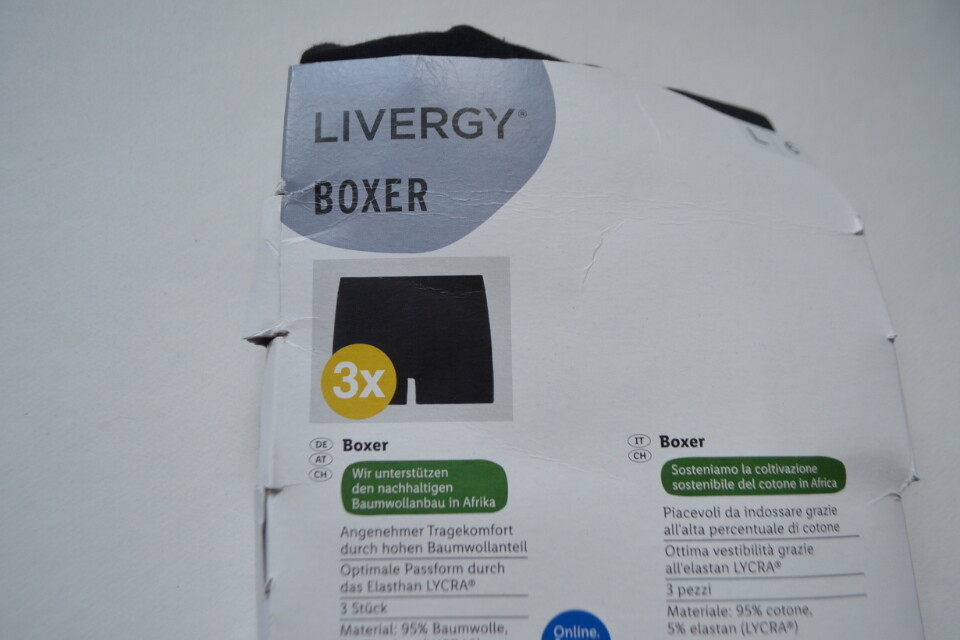 LIVERGY®
BOXER
3x
DE
AT
CH
Boxer
Wir unterstützen
den nachhaltigen
Baumwollanbau in Afrika
Angenehmer Tragekomfort
durch hohen Baumwollanteil
Optimale Passform durch
das Elasthan LYCRA®
3 Stück
Material: 95% Baumwolle,
IT
CH
Boxer
Sosteniamo la coltivazione
sostenibile del cotone in Africa
Piacevoli da indossare grazie
all'alta percentuale di cotone
Ottima vestibilità grazie
all'elastan LYCRA®
3 pezzi
Materiale: 95% cotone,
5% elastan (LYCRA®)
Online.